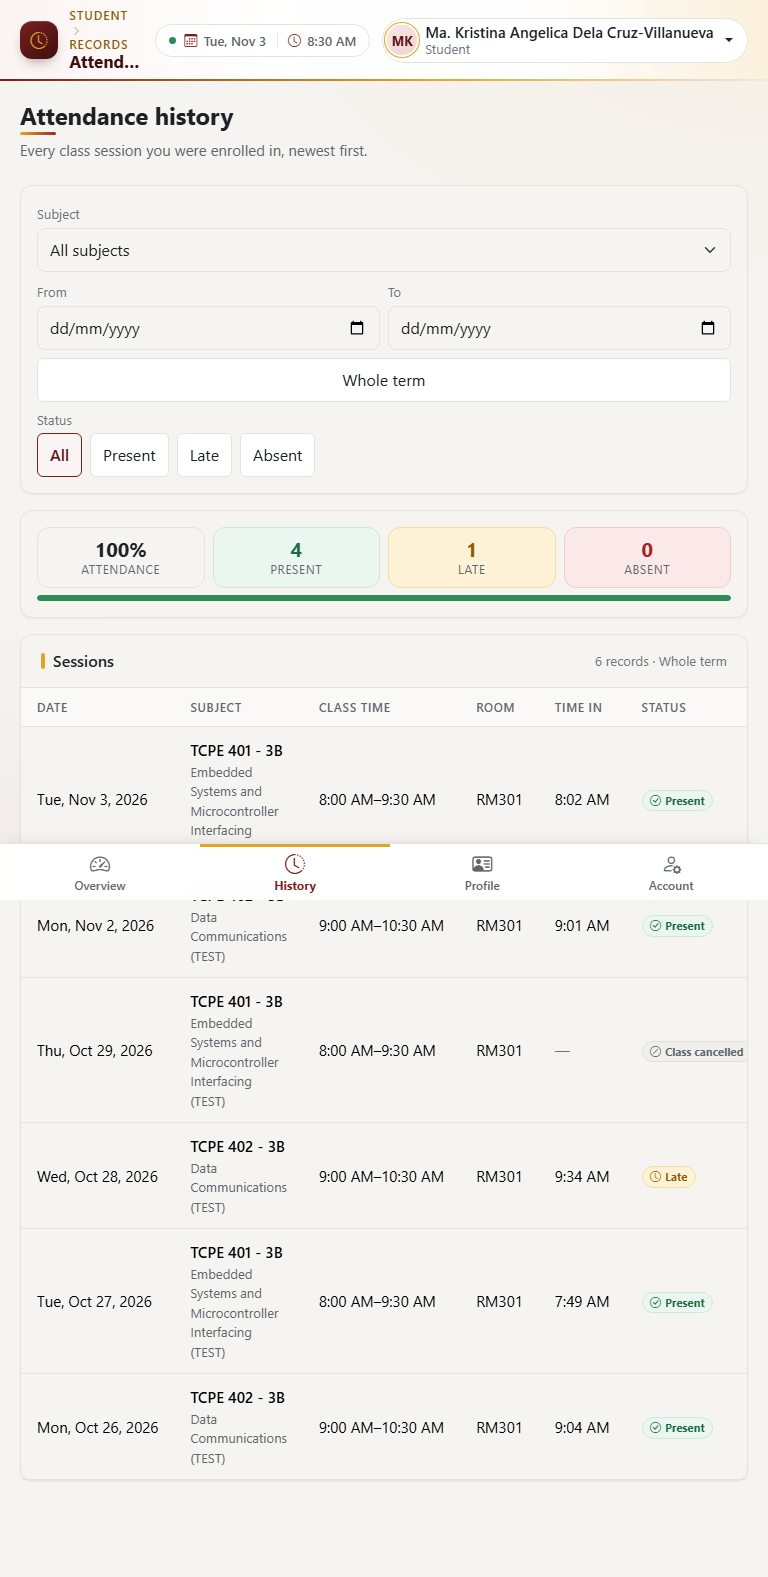 STUDENT
RECORDS
Attend...
Tue, Nov 3
8:30 AM
MK
Ma. Kristina Angelica Dela Cruz-Villanueva
Student
Attendance history
Every class session you were enrolled in, newest first.
Subject
All subjects
From
To
dd/mm/yyyy
dd/mm/yyyy
Whole term
Status
All
Present
Late
Absent
100%
ATTENDANCE
4
PRESENT
1
LATE
0
ABSENT
Sessions
6 records · Whole term
DATE SUBJECT CLASS TIME ROOM TIME IN STATUS
TCPE 401 - 3B
Embedded
Systems and
Microcontroller
Interfacing
Tue, Nov 3, 2026
8:00 AM–9:30 AM
RM301
8:02 AM
Present
Overview
History
Profile
Account
Data
Communications
(TEST)
Mon, Nov 2, 2026
9:00 AM–10:30 AM
RM301
9:01 AM
Present
TCPE 401 - 3B
Embedded
Systems and
Microcontroller
Interfacing
(TEST)
Thu, Oct 29, 2026
8:00 AM–9:30 AM
RM301
—
Class cancelled
TCPE 402 - 3B
Data
Communications
(TEST)
Wed, Oct 28, 2026
9:00 AM–10:30 AM
RM301
9:34 AM
Late
TCPE 401 - 3B
Embedded
Systems and
Microcontroller
Interfacing
(TEST)
Tue, Oct 27, 2026
8:00 AM–9:30 AM
RM301
7:49 AM
Present
TCPE 402 - 3B
Data
Communications
(TEST)
Mon, Oct 26, 2026
9:00 AM–10:30 AM
RM301
9:04 AM
Present